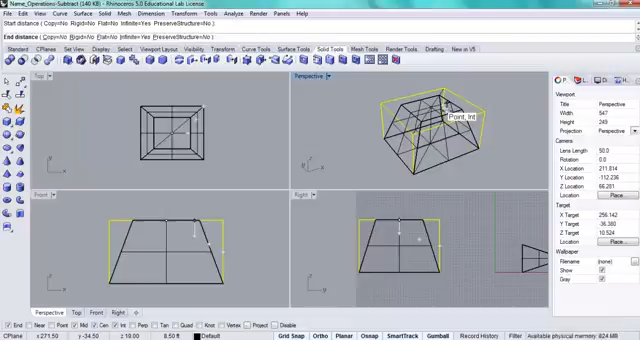 Name_Operations-Subtract (140 KB) - Rhinoceros 5.0 Educational Lab License
File Edit View Curve Surface Solid Mesh Dimension Transform Tools Analyze Render Panels Help
Start distance ( Copy=No Rigid=No Flat=No Infinite=Yes PreserveStructure=No ):
End distance ( Copy=No Rigid=No Flat=No Infinite=Yes PreserveStructure=No ):
Standard CPlanes Set View Display Select Viewport Layout Visibility Transform Curve Tools Surface Tools Solid Tools Mesh Tools Render Tools Drafting New in V5
Top
Perspective
Point, Int
Front
Right
Viewport
Title Perspective
Width 547
Height 249
Projection Perspective
Camera
Lens Length 50.0
Rotation 0.0
X Location 211.814
Y Location -112.236
Z Location 66.281
Location Place...
Target
X Target 256.142
Y Target -36.380
Z Target 10.524
Location Place...
Wallpaper
Filename (none)
Show
Gray
Perspective Top Front Right
End Near Point Mid Cen Int Perp Tan Quad Knot Vertex Project Disable
CPlane x 271.50 y -34.50 z 19.00 8.50 ft Default Grid Snap Ortho Planar Osnap SmartTrack Gumball Record History Filter Available physical memory: 824 MB